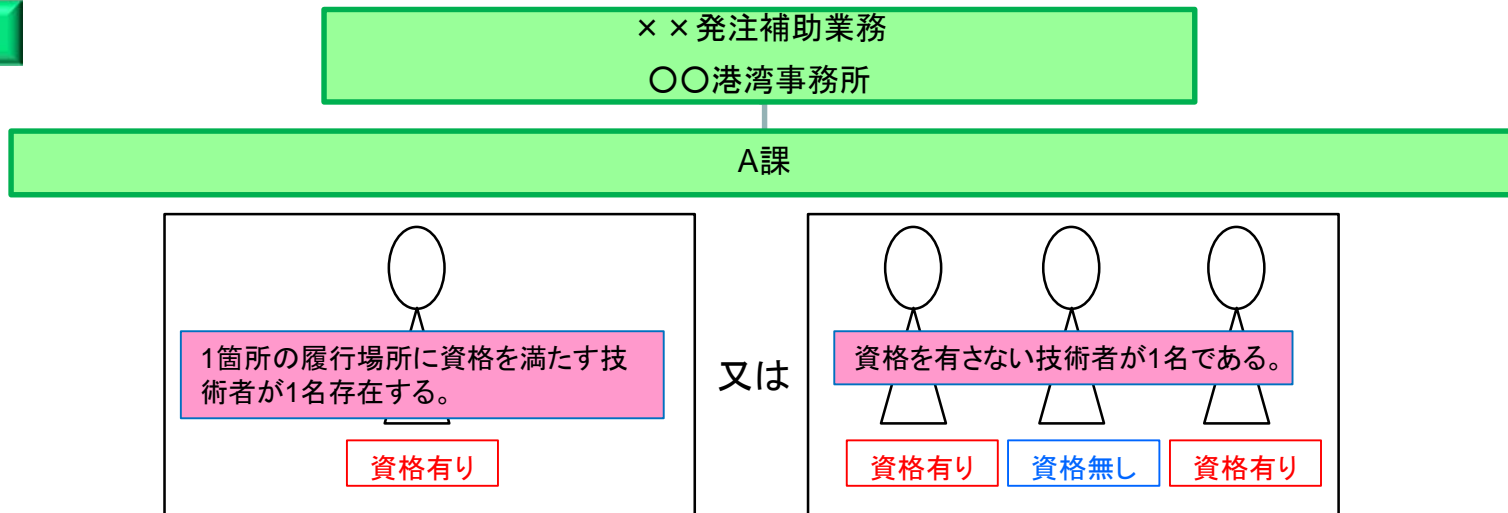 ××発注補助業務
〇〇港湾事務所
A課
1箇所の履行場所に資格を満たす技
術者が1名存在する。
又は
資格を有さない技術者が1名である。
資格有り
資格有り
資格無し
資格有り